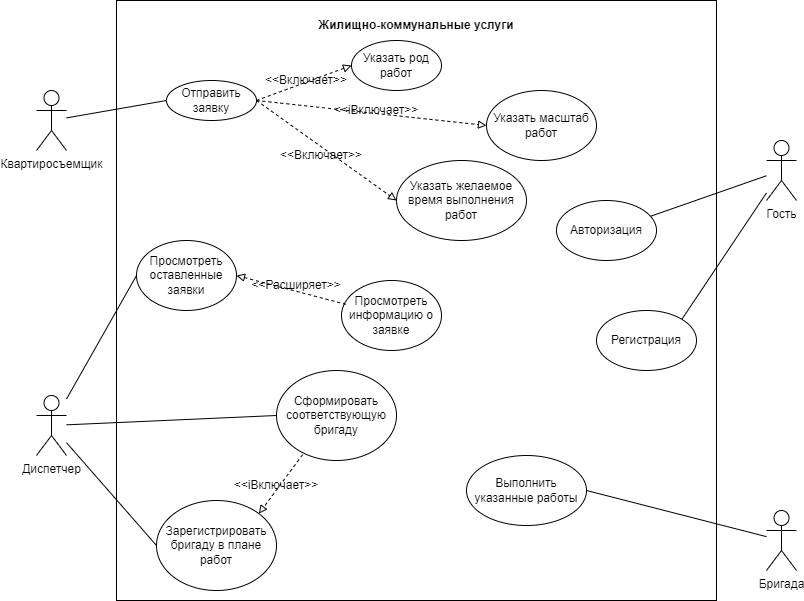 Жилищно-коммунальные услуги
Указать род
работ
<<Включает>>
Отправить
заявку
<<iВключает>>
Указать масштаб
работ
<<Включает>>
Указать желаемое
время выполнения
работ
Квартиросъемщик
Гость
Авторизация
Просмотреть
оставленные
заявки
<<Расширяет>>
Просмотреть
информацию о
заявке
Регистрация
Сформировать
соответствующую
бригаду
Диспетчер
<<iВключает>>
Выполнить
указанные работы
Зарегистрировать
бригаду в плане
работ
Бригада